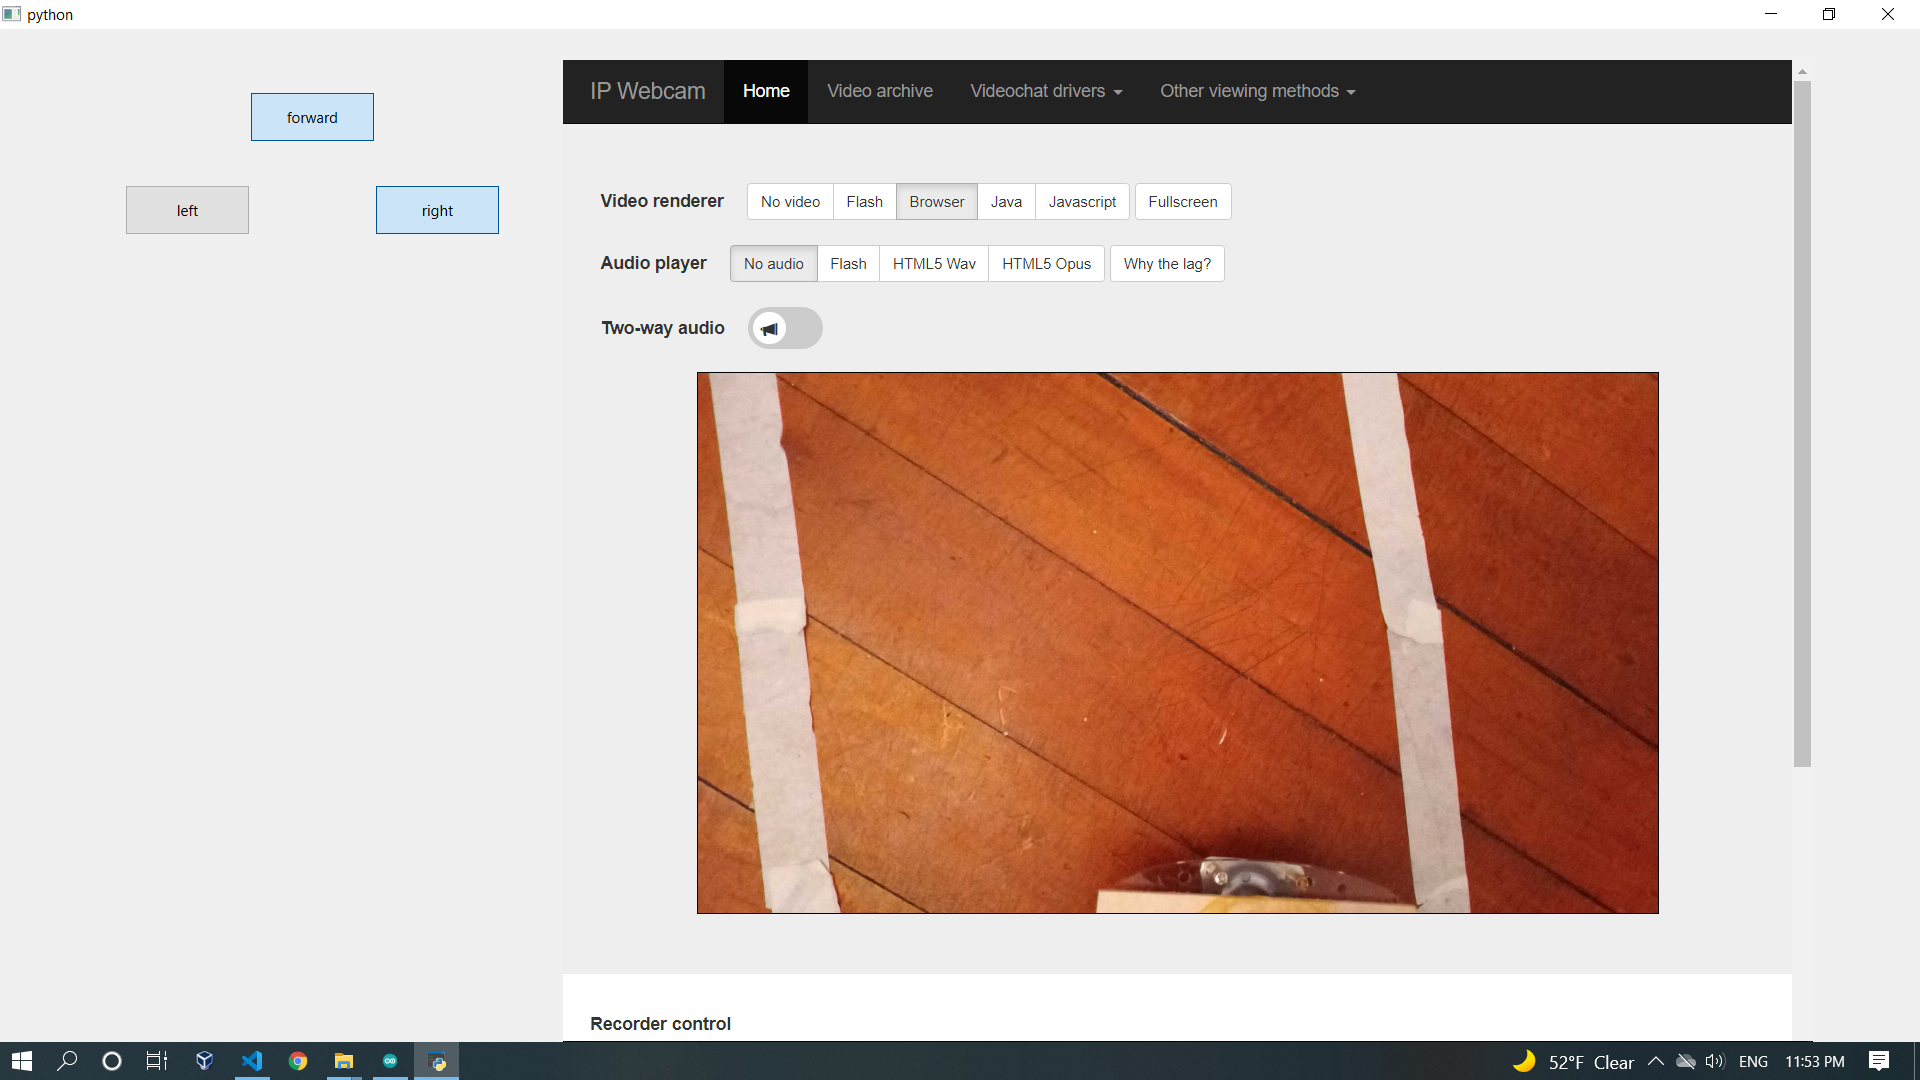 python
forward
left
right
IP Webcam Home Video archive Videochat drivers Other viewing methods
Video renderer No video Flash Browser Java Javascript Fullscreen
Audio player No audio Flash HTML5 Wav HTML5 Opus Why the lag?
Two-way audio
Recorder control
52°F Clear ENG 11:53 PM